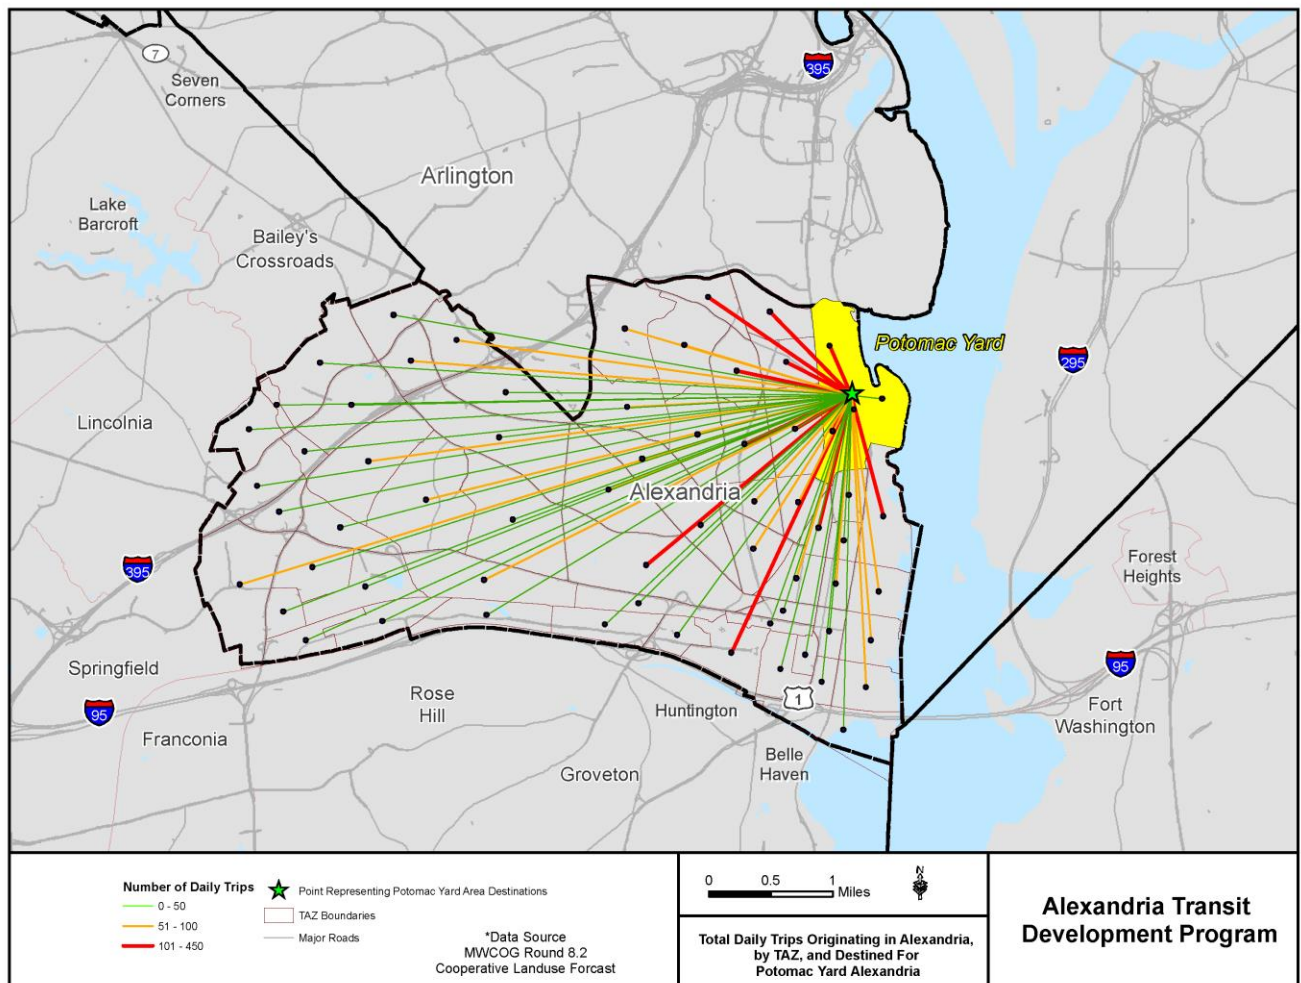 395
7
Seven
Corners
Arlington
Lake
Barcroft
Bailey's
Crossroads
Potomac Yard
295
Lincolnia
Alexandria
395
Forest
Heights
Springfield
95
95
Rose
Hill
1
Huntington
Fort
Washington
Franconia
Belle
Haven
Groveton
Number of Daily Trips
0 - 50
51 - 100
101 - 450
Point Representing Potomac Yard Area Destinations
TAZ Boundaries
Major Roads
*Data Source
MWCOG Round 8.2
Cooperative Landuse Forcast
0 0.5 1
Miles
N
Total Daily Trips Originating in Alexandria,
by TAZ, and Destined For
Potomac Yard Alexandria
Alexandria Transit
Development Program